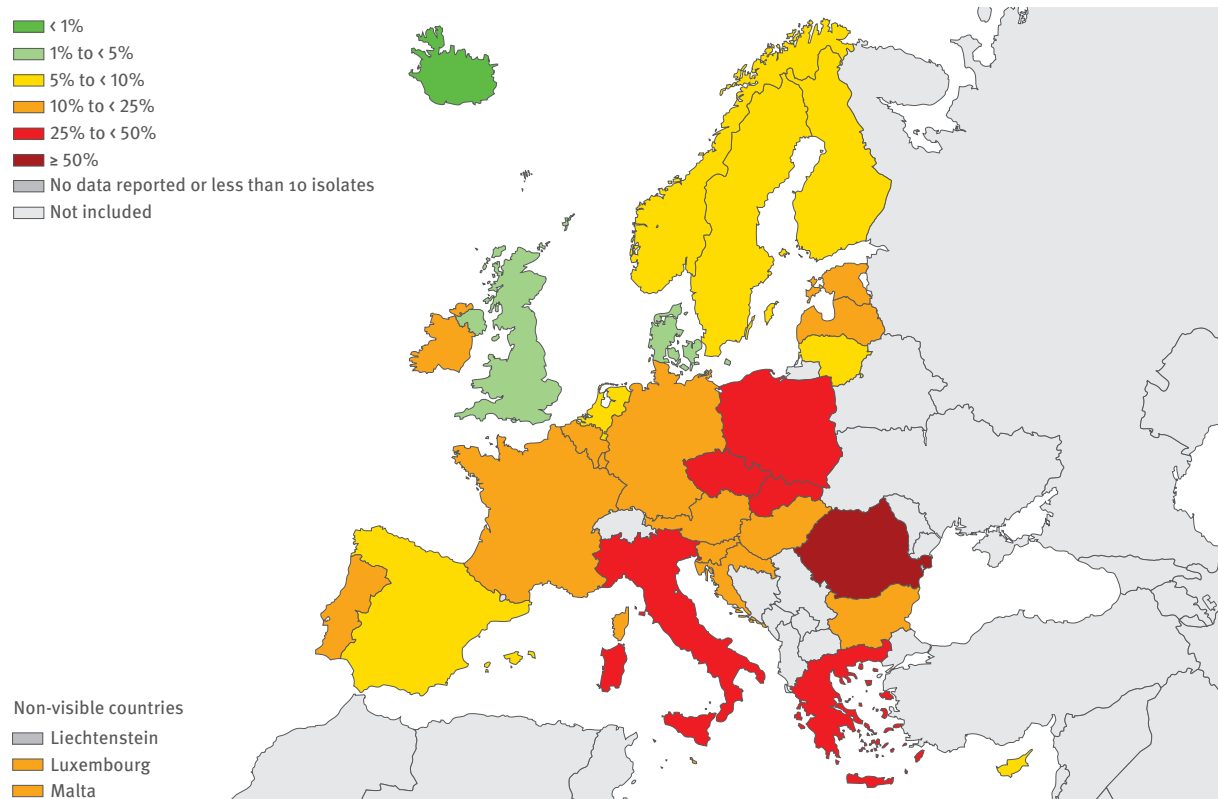 < 1%
1% to < 5%
5% to < 10%
10% to < 25%
25% to < 50%
≥ 50%
No data reported or less than 10 isolates
Not included
Non-visible countries
Liechtenstein
Luxembourg
Malta